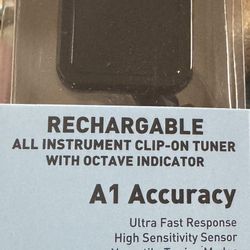 RECHARGABLE
ALL INSTRUMENT CLIP-ON TUNER
WITH OCTAVE INDICATOR
A1 Accuracy
Ultra Fast Response
High Sensitivity Sensor